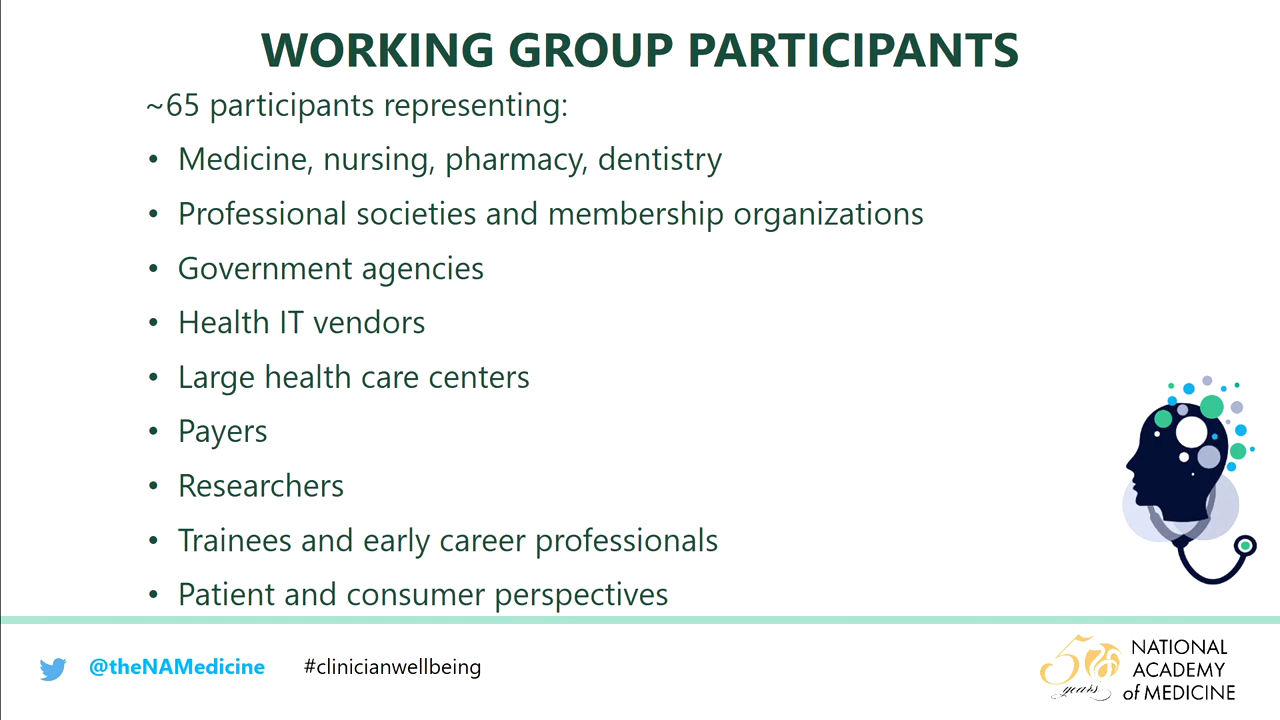 WORKING GROUP PARTICIPANTS
~65 participants representing:
• Medicine, nursing, pharmacy, dentistry
• Professional societies and membership organizations
• Government agencies
• Health IT vendors
• Large health care centers
• Payers
• Researchers
• Trainees and early career professionals
• Patient and consumer perspectives
@theNAMedicine #clinicianwellbeing
50 years
NATIONAL
ACADEMY
of MEDICINE